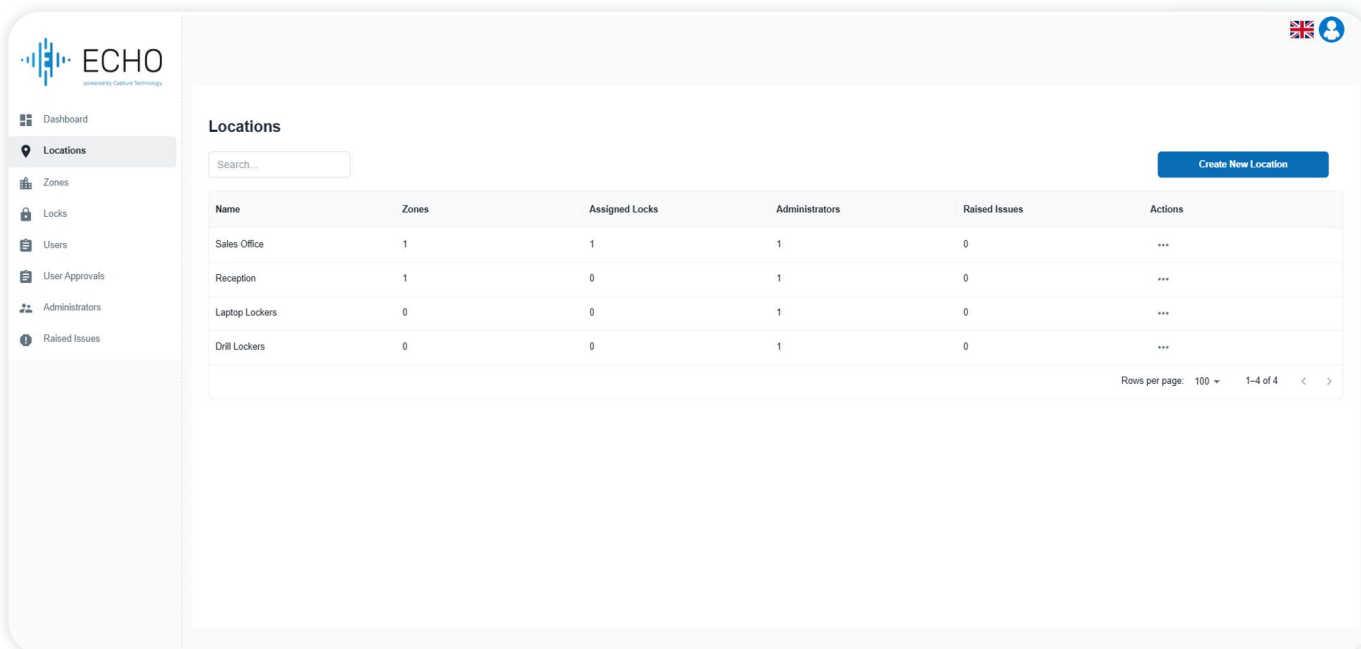 ECHO
powered by Capture Technology
Dashboard
Locations
Zones
Locks
Users
User Approvals
Administrators
Raised Issues
Locations
Search...
Create New Location
Name Zones Assigned Locks Administrators Raised Issues Actions
Sales Office 1 1 1 0 •••
Reception 1 0 1 0 •••
Laptop Lockers 0 0 1 0 •••
Drill Lockers 0 0 1 0 •••
Rows per page: 100 1–4 of 4